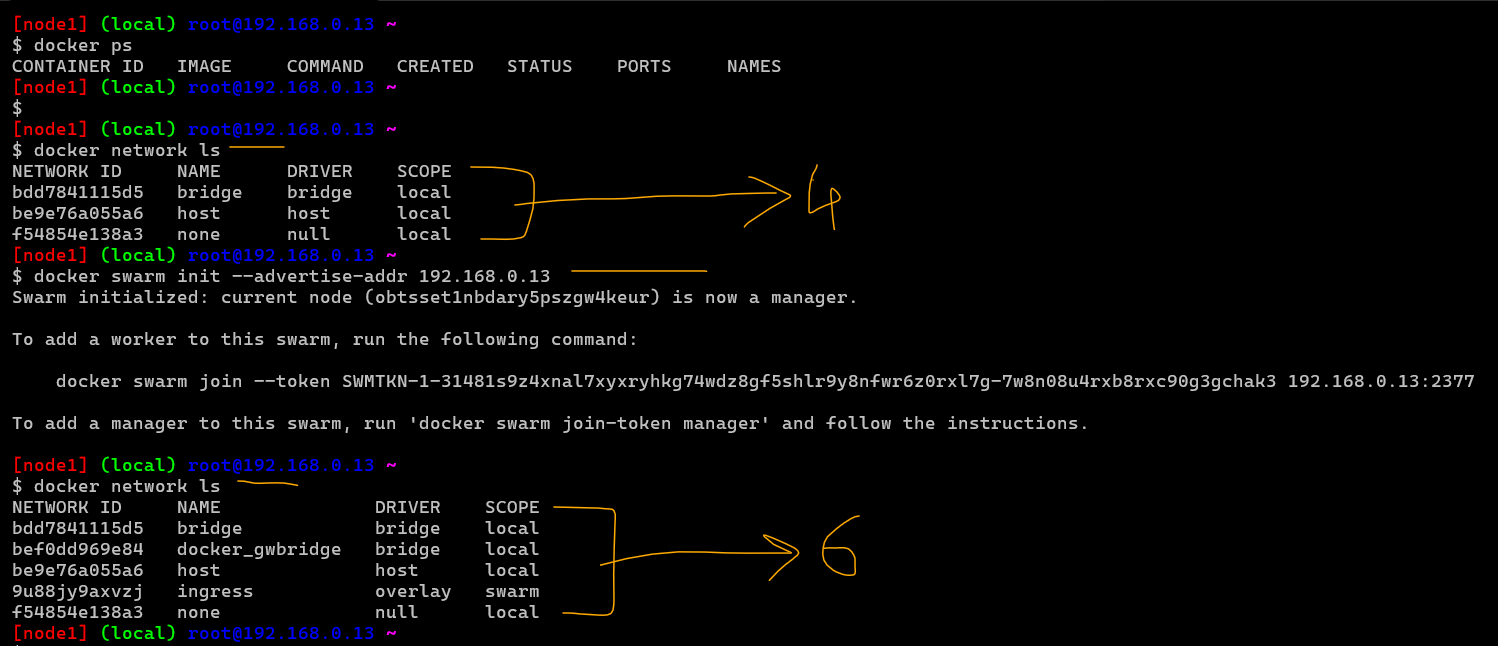 [node1] (local) root@192.168.0.13 ~
$ docker ps
CONTAINER ID   IMAGE     COMMAND   CREATED   STATUS    PORTS     NAMES
[node1] (local) root@192.168.0.13 ~
$
[node1] (local) root@192.168.0.13 ~
$ docker network ls
NETWORK ID     NAME      DRIVER    SCOPE
bdd7841115d5   bridge    bridge    local
be9e76a055a6   host      host      local
4
f54854e138a3   none      null      local
[node1] (local) root@192.168.0.13 ~
$ docker swarm init --advertise-addr 192.168.0.13
Swarm initialized: current node (obtsset1nbdary5pszgw4keur) is now a manager.
To add a worker to this swarm, run the following command:
docker swarm join --token SWMTKN-1-31481s9z4xnal7xyxryhkg74wdz8gf5shlr9y8nfwr6z0rxl7g-7w8n08u4rxb8rxc90g3gchak3 192.168.0.13:2377
To add a manager to this swarm, run 'docker swarm join-token manager' and follow the instructions.
[node1] (local) root@192.168.0.13 ~
$ docker network ls
NETWORK ID     NAME              DRIVER    SCOPE
bdd7841115d5   bridge            bridge    local
bef0dd969e84   docker_gwbridge   bridge    local
6
be9e76a055a6   host              host      local
9u88jy9axvzj   ingress           overlay   swarm
f54854e138a3   none              null      local
[node1] (local) root@192.168.0.13 ~